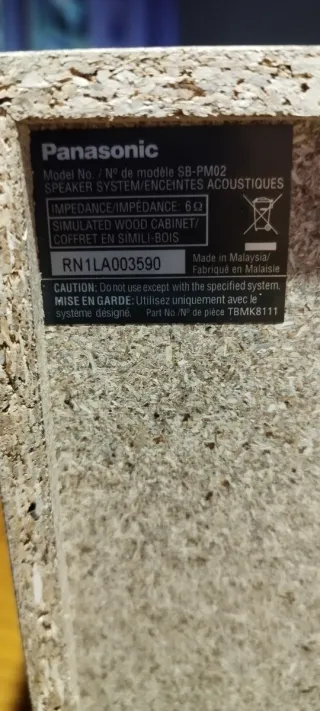 Panasonic
Model No. / Nº de modèle SB-PM02
SPEAKER SYSTEM/ENCEINTES ACOUSTIQUES
IMPEDANCE/IMPÉDANCE: 6Ω
SIMULATED WOOD CABINET/
COFFRET EN SIMILI-BOIS
RN1LA003590
Made in Malaysia/
Fabriqué en Malaisie
CAUTION: Do not use except with the specified system.
MISE EN GARDE: Utilisez uniquement avec le
système désigné. Part No /Nº de pièce TBMK8111